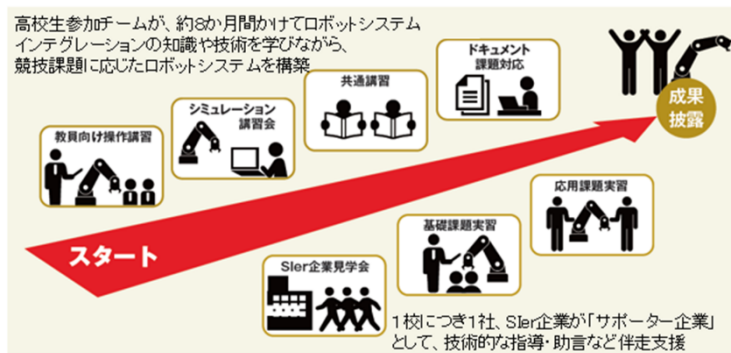 高校生参加チームが、約8か月間かけてロボットシステム
インテグレーションの知識や技術を学びながら、
競技課題に応じたロボットシステムを構築
ドキュメント
課題対応
共通講習
シミュレーション
講習会
教員向け操作講習
成果
披露
スタート
応用課題実習
基礎課題実習
SIer企業見学会
1校につき1社、SIer企業が「サポーター企業」
として、技術的な指導・助言など伴走支援